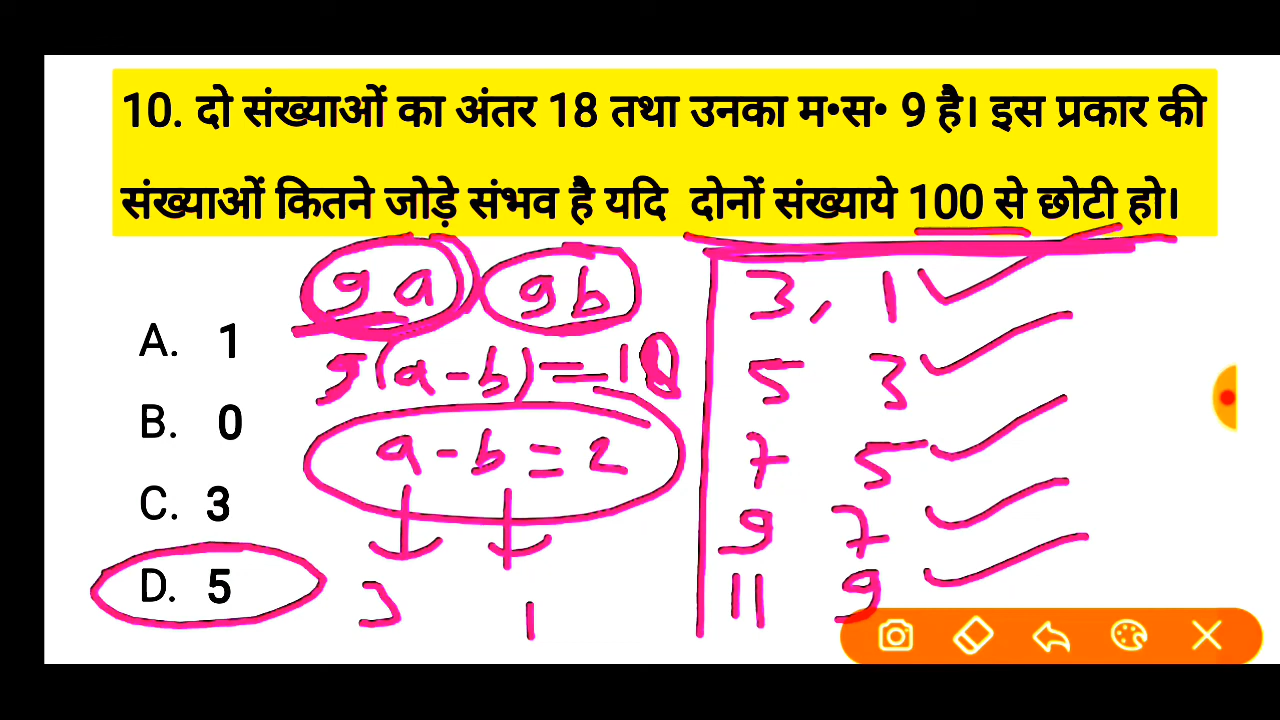 10. दो संख्याओं का अंतर 18 तथा उनका म•स• 9 है। इस प्रकार की
संख्याओं कितने जोड़े संभव है यदि दोनों संख्याये 100 से छोटी हो।
9a 9b
9(a-b)=18
a-b=2
3 1
A. 1
B. 0
C. 3
D. 5
3, 1
5 3
7 5
9 7
11 9